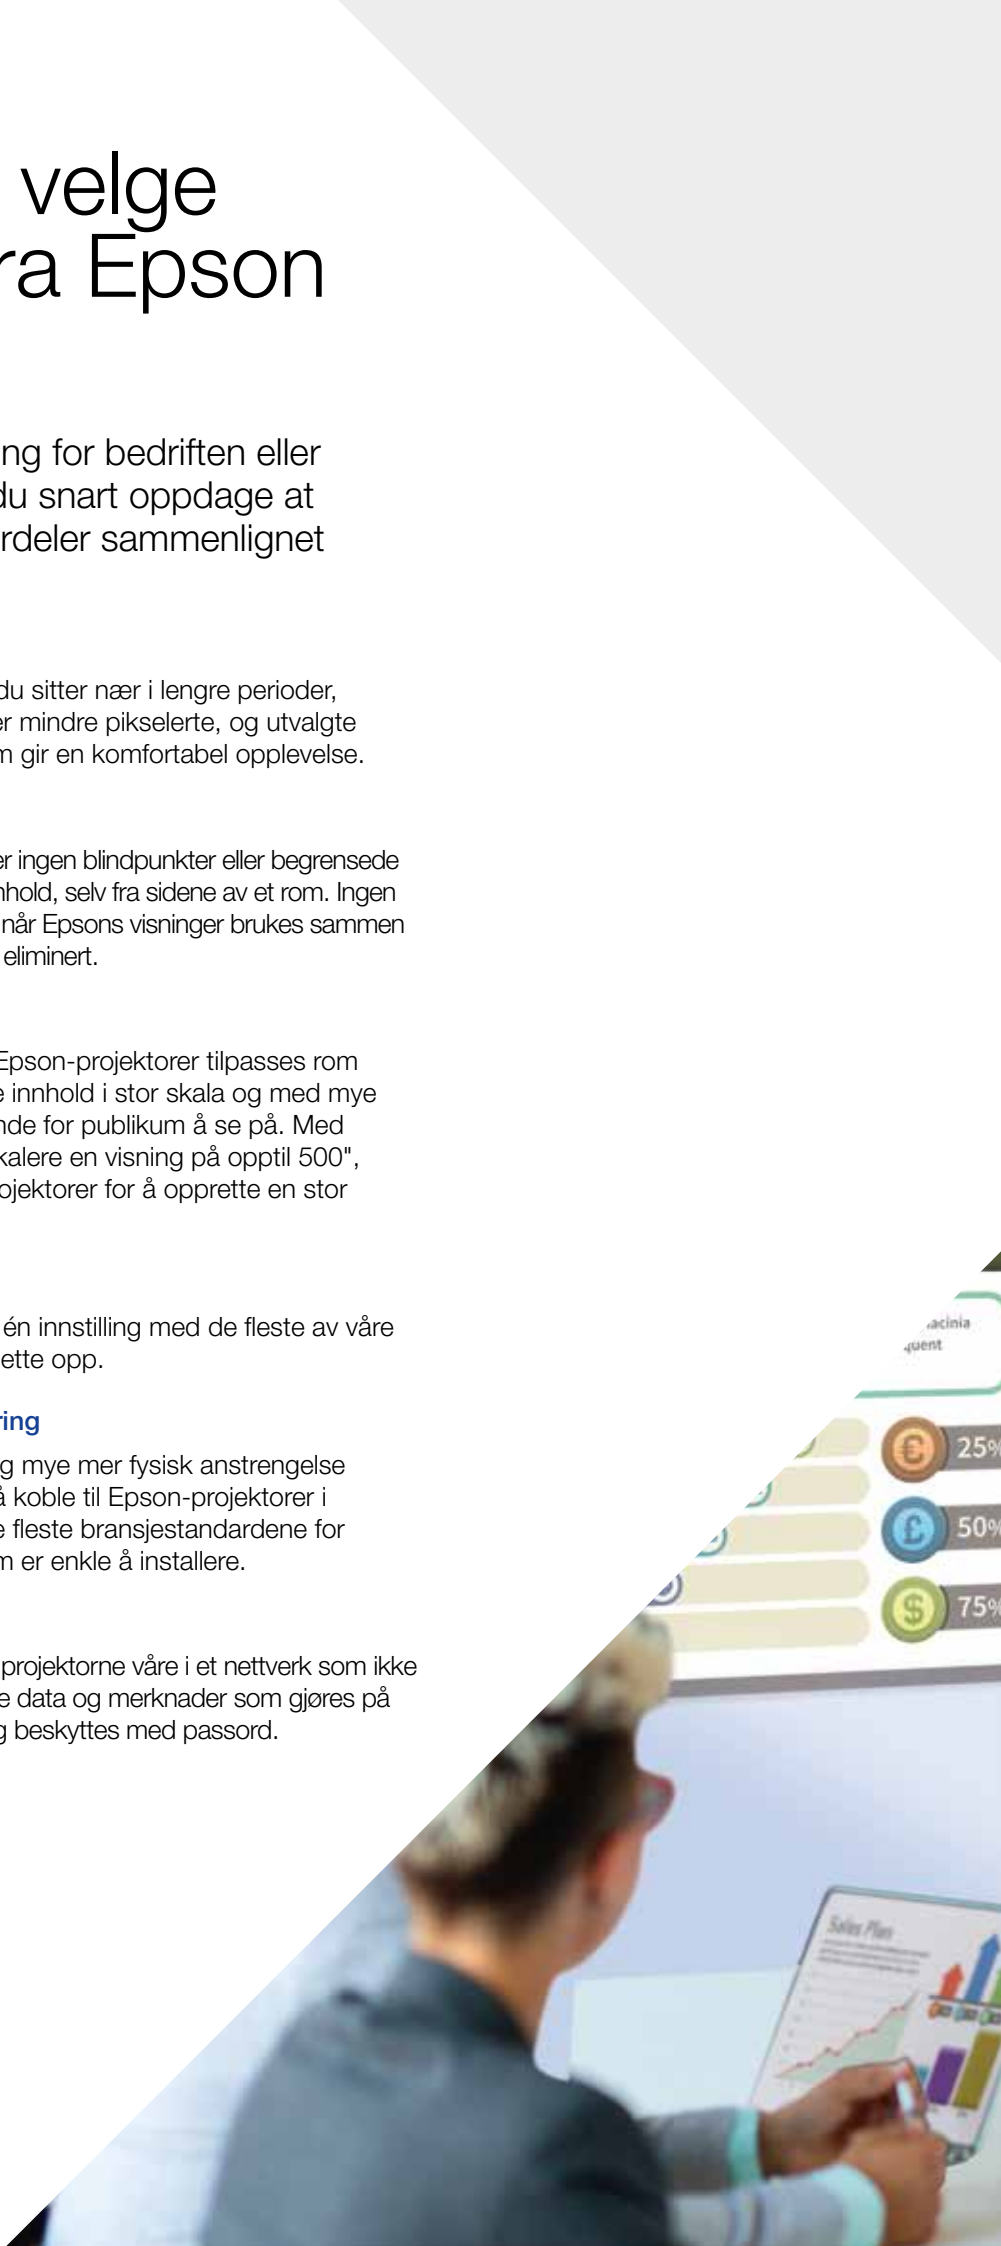 velge
ra Epson
ng for bedriften eller
du snart oppdage at
rdeler sammenlignet
du sitter nær i lengre perioder,
er mindre pikselerte, og utvalgte
m gir en komfortabel opplevelse.
er ingen blindpunkter eller begrensede
nhold, selv fra sidene av et rom. Ingen
når Epsons visninger brukes sammen
eliminert.
Epson-projektorer tilpasses rom
e innhold i stor skala og med mye
nde for publikum å se på. Med
kalere en visning på opptil 500",
ojektorer for å opprette en stor
én innstilling med de fleste av våre
ette opp.
ring
g mye mer fysisk anstrengelse
å koble til Epson-projektorer i
e fleste bransjestandardene for
m er enkle å installere.
projektorne våre i et nettverk som ikke
e data og merknader som gjøres på
g beskyttes med passord.
acinia
quent
€ 25%
£ 50%
$ 75%
Sales Plan